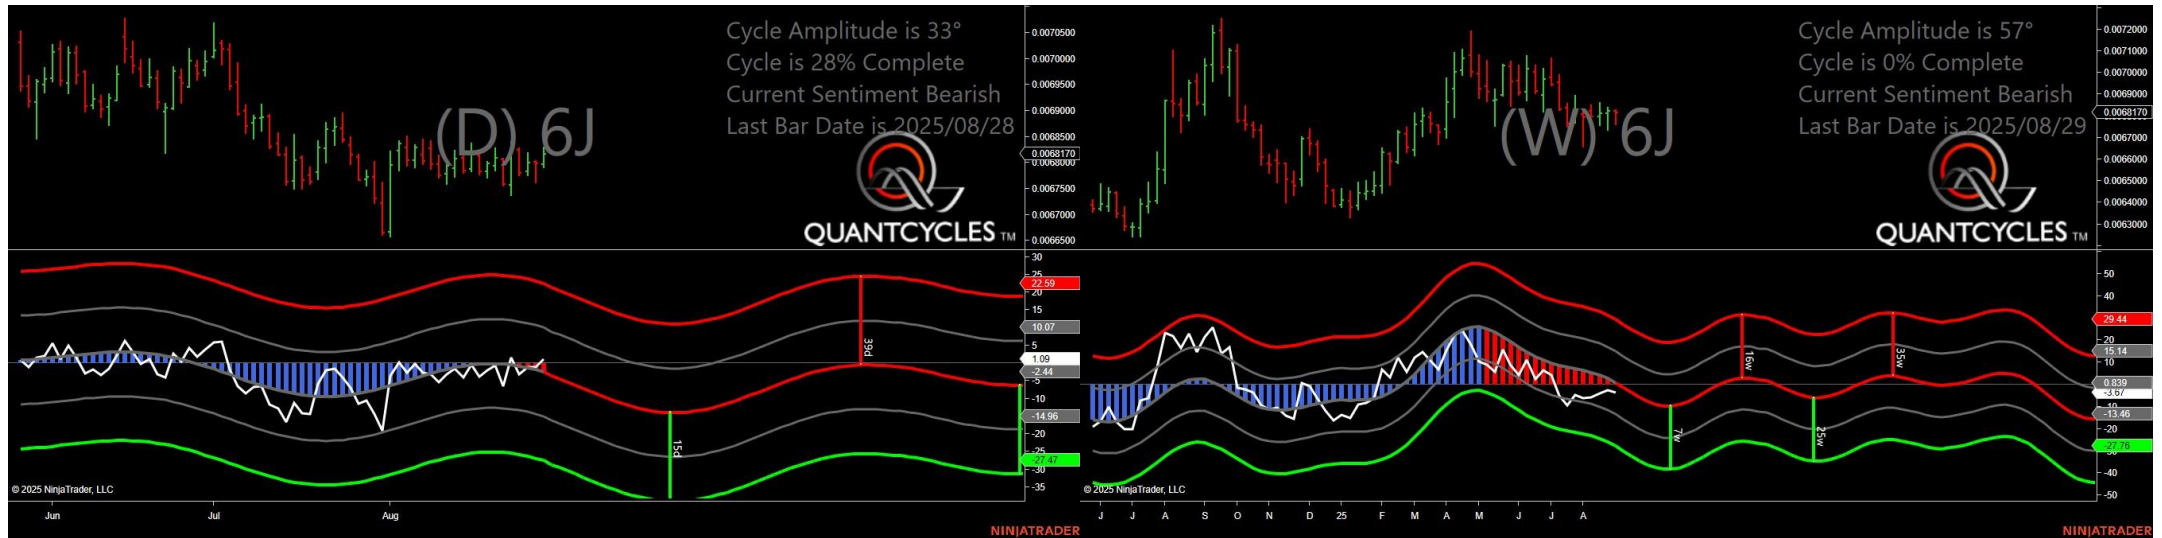 Cycle Amplitude is 33°
Cycle is 28% Complete
Current Sentiment Bearish
Last Bar Date is 2025/08/28
(D) 6J
QUANTCYCLES TM
0.0070500
0.0070000
0.0069500
0.0069000
0.0068500
0.0068170
0.0068000
0.0067500
0.0067000
0.0066500
30
25
22.59
20
15
10.07
5
1.09
-2.44
-5
-10
-14.96
-20
-25
-27.47
-30
-35
39d
15d
© 2025 NinjaTrader, LLC
Jun
Jul
Aug
NINJATRADER
Cycle Amplitude is 57°
Cycle is 0% Complete
Current Sentiment Bearish
Last Bar Date is 2025/08/29
(W) 6J
QUANTCYCLES TM
0.0072000
0.0071000
0.0070000
0.0069000
0.0068170
0.0067000
0.0066000
0.0065000
0.0064000
0.0063000
50
40
29.44
20
15.14
10
0.839
-3.67
-13.46
-20
-27.76
-40
-50
16w
35w
7w
25w
© 2025 NinjaTrader, LLC
J
J
A
S
O
N
D
25
F
M
A
M
J
J
A
NINJATRADER